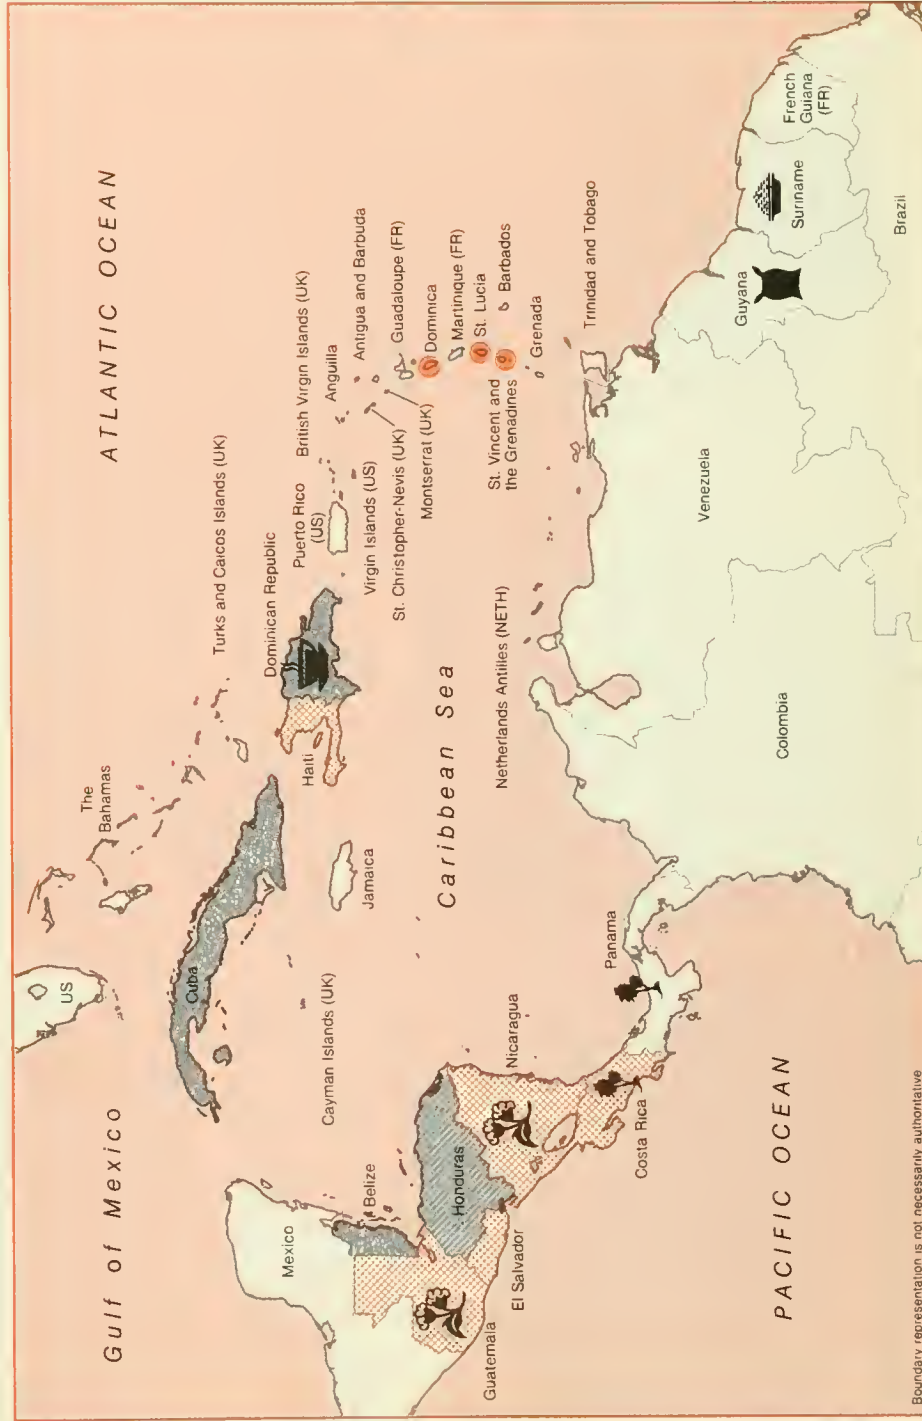 Gulf of Mexico
ATLANTIC OCEAN
US
The
Bahamas
Turks and Caicos Islands (UK)
Cuba
Mexico
Belize
Cayman Islands (UK)
Jamaica
Haiti
Dominican Republic
Puerto Rico
(US)
British Virgin Islands (UK)
Anguilla
Virgin Islands (US)
St. Christopher-Nevis (UK)
Montserrat (UK)
Antigua and Barbuda
Guadaloupe (FR)
Dominica
Martinique (FR)
St. Lucia
St. Vincent and
the Grenadines
Barbados
Grenada
Trinidad and Tobago
Caribbean Sea
Netherlands Antilles (NETH)
Honduras
Guatemala
El Salvador
Nicaragua
Costa Rica
Panama
PACIFIC OCEAN
Colombia
Venezuela
Guyana
Suriname
French
Guiana
(FR)
Brazil
Boundary representation is not necessarily authoritative